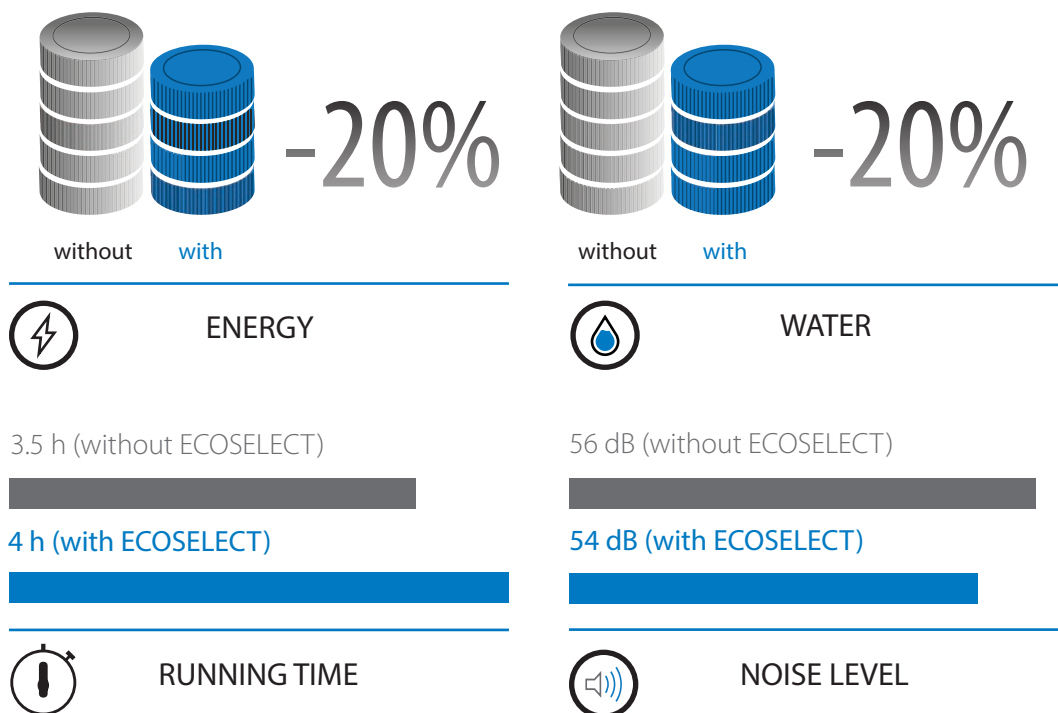 -20%
without with
ENERGY
-20%
without with
WATER
3.5 h (without ECOSELECT)
4 h (with ECOSELECT)
RUNNING TIME
56 dB (without ECOSELECT)
54 dB (with ECOSELECT)
NOISE LEVEL